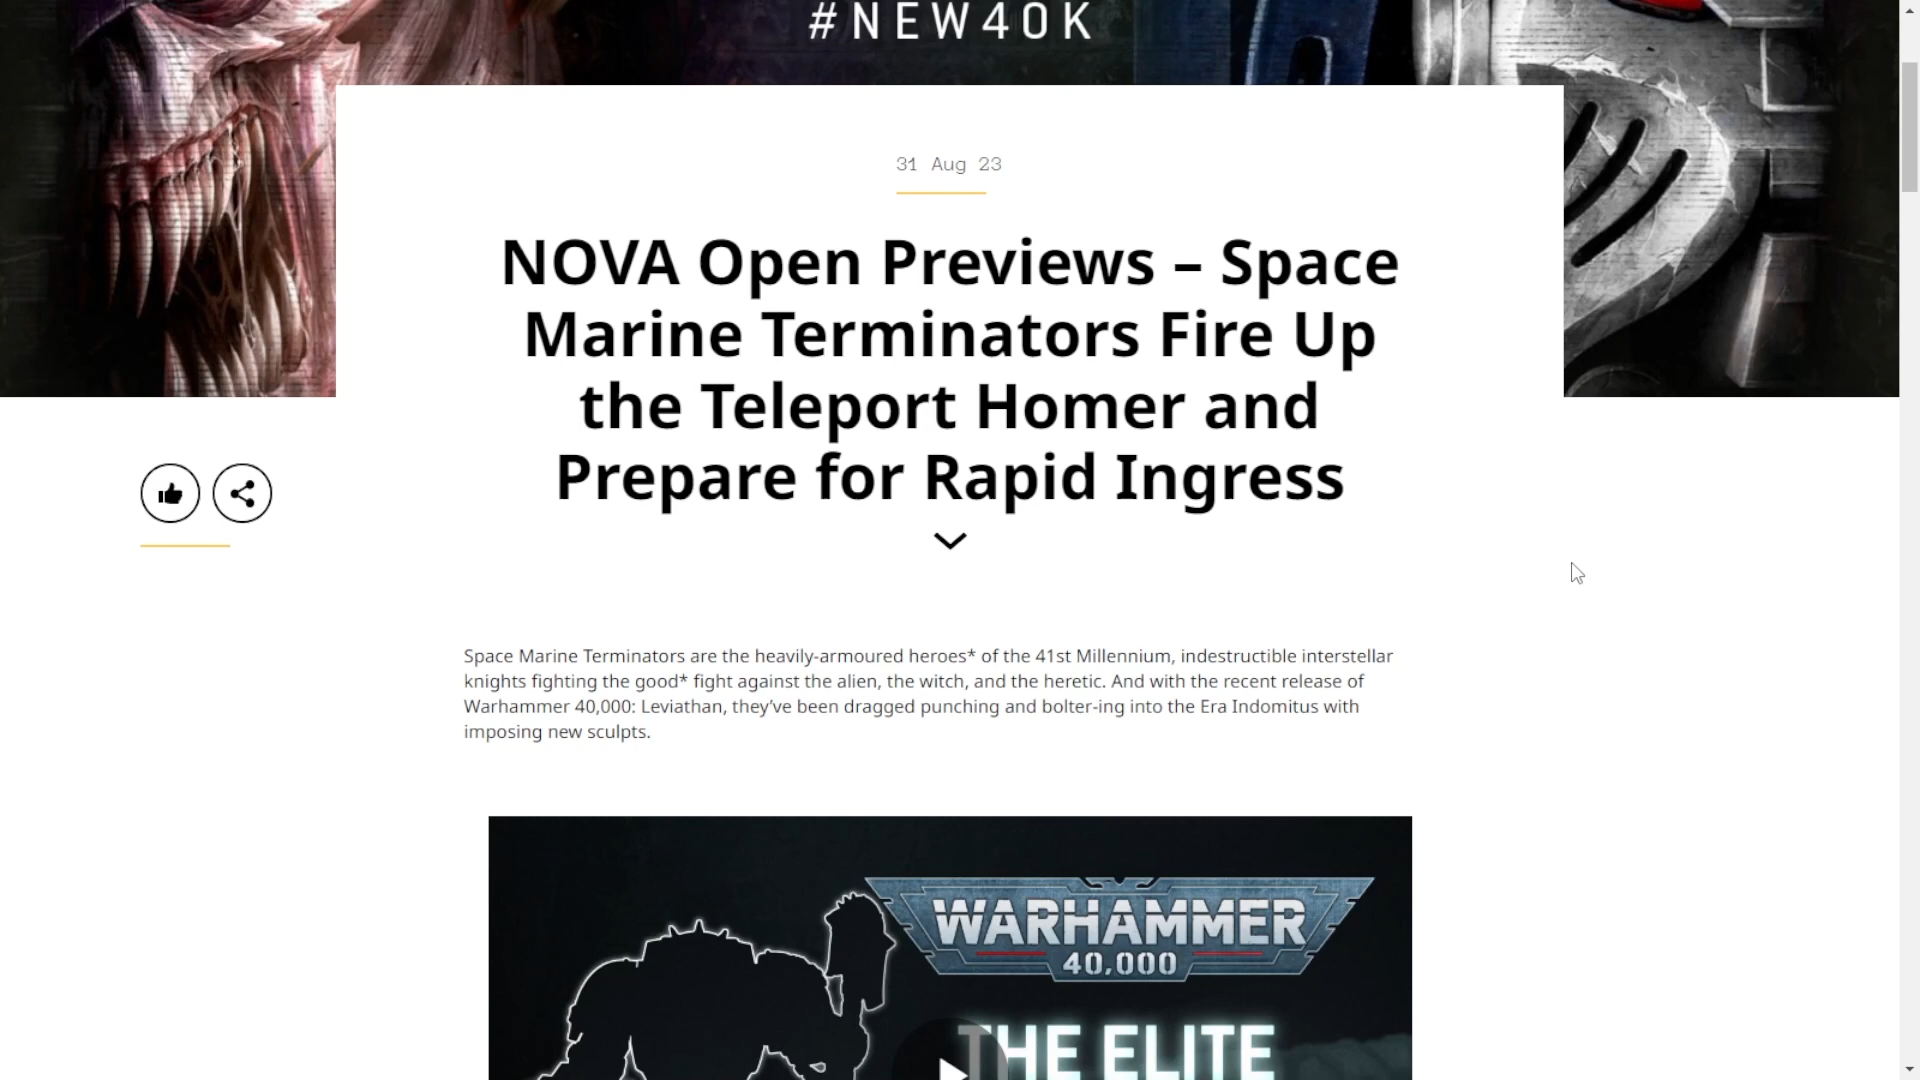 #NEW40K
31 Aug 23
NOVA Open Previews – Space
Marine Terminators Fire Up
the Teleport Homer and
Prepare for Rapid Ingress
Space Marine Terminators are the heavily-armoured heroes* of the 41st Millennium, indestructible interstellar
knights fighting the good* fight against the alien, the witch, and the heretic. And with the recent release of
Warhammer 40,000: Leviathan, they’ve been dragged punching and bolter-ing into the Era Indomitus with
imposing new sculpts.
WARHAMMER
40,000
THE ELITE